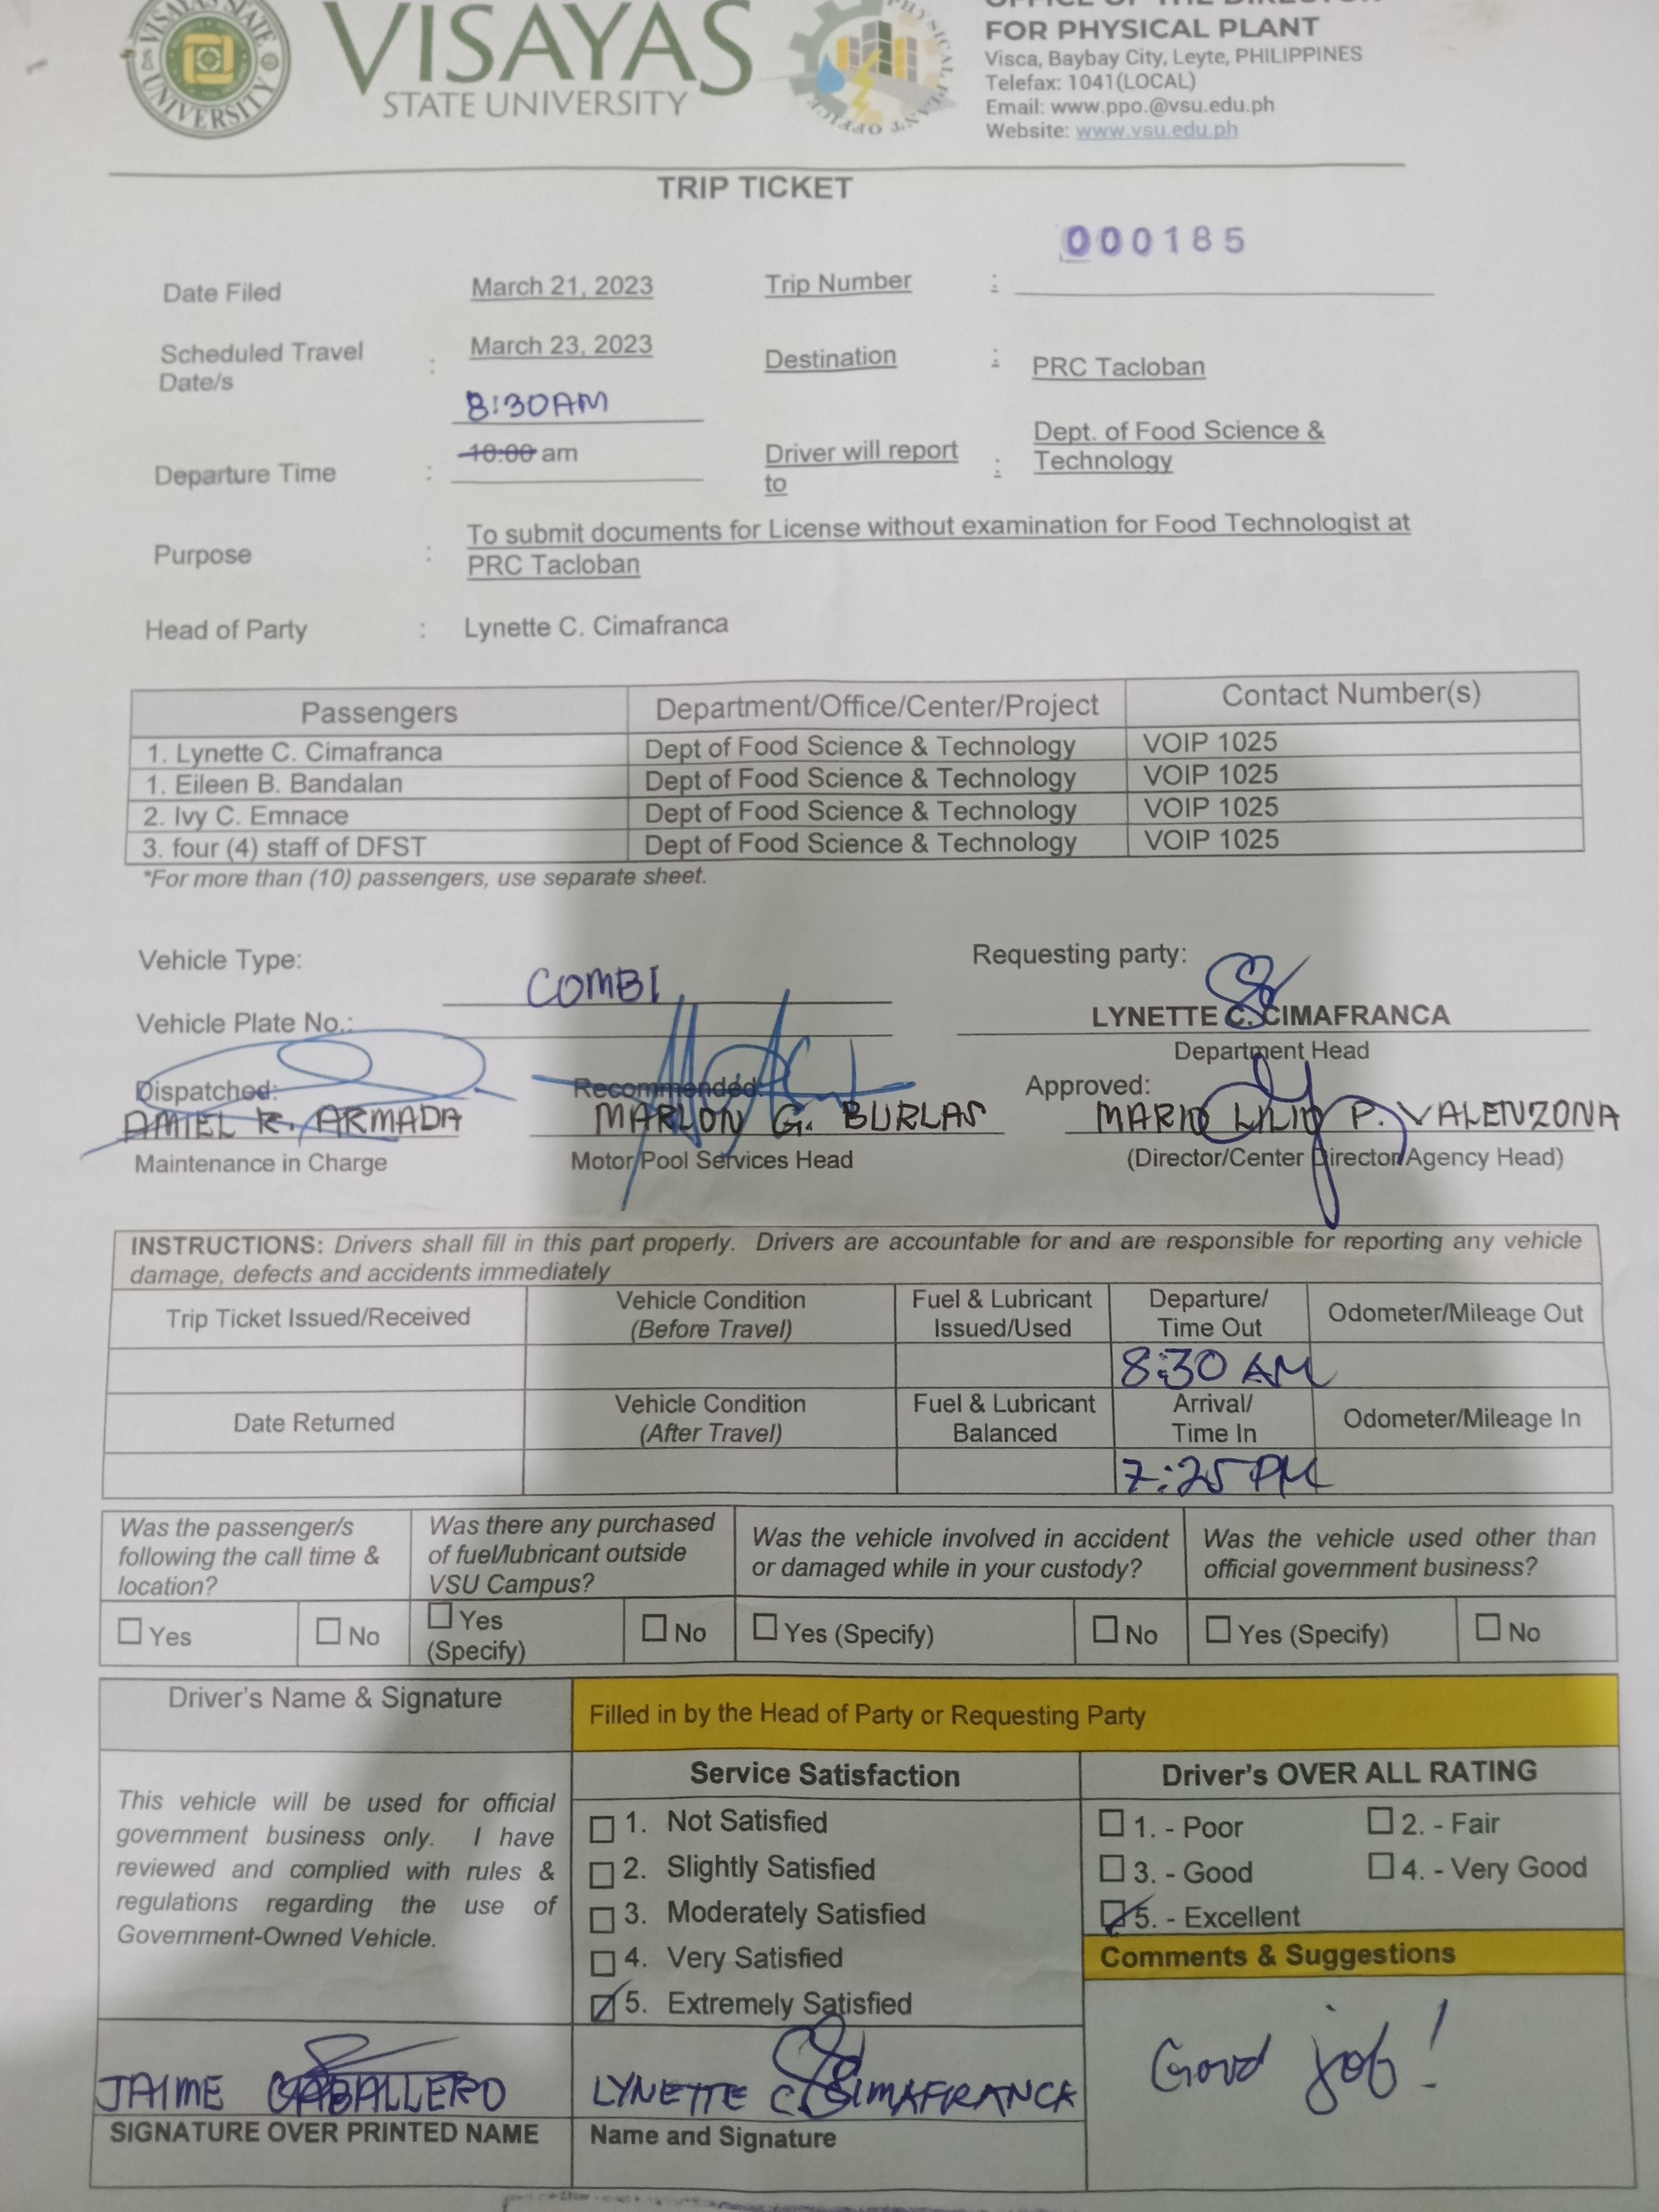 VISAYAS STATE UNIVERSITY
VISAYAS
STATE UNIVERSITY
PHYSICAL PLANT OFFICE
OFFICE OF THE DIRECTOR
FOR PHYSICAL PLANT
Visca, Baybay City, Leyte, PHILIPPINES
Telefax: 1041(LOCAL)
Email: www.ppo.@vsu.edu.ph
Website: www.vsu.edu.ph
TRIP TICKET
000185
Date Filed March 21, 2023 Trip Number :
Scheduled Travel Date/s : March 23, 2023 Destination : PRC Tacloban
8:30AM
Departure Time : 10:00 am Driver will report to : Dept. of Food Science & Technology
Purpose : To submit documents for License without examination for Food Technologist at
PRC Tacloban
Head of Party : Lynette C. Cimafranca
Passengers Department/Office/Center/Project Contact Number(s)
1. Lynette C. Cimafranca Dept of Food Science & Technology VOIP 1025
1. Eileen B. Bandalan Dept of Food Science & Technology VOIP 1025
2. Ivy C. Emnace Dept of Food Science & Technology VOIP 1025
3. four (4) staff of DFST Dept of Food Science & Technology VOIP 1025
*For more than (10) passengers, use separate sheet.
Vehicle Type: COMBI Requesting party:
Vehicle Plate No.: LYNETTE C. CIMAFRANCA
Department Head
Dispatched: Recommended: Approved:
AMIEL K. ARMADA MARLON G. BURLAS MARIO LILIO P. VALENZONA
Maintenance in Charge Motor Pool Services Head (Director/Center Director/Agency Head)
INSTRUCTIONS: Drivers shall fill in this part properly. Drivers are accountable for and are responsible for reporting any vehicle
damage, defects and accidents immediately
Trip Ticket Issued/Received Vehicle Condition (Before Travel) Fuel & Lubricant Issued/Used Departure/ Time Out Odometer/Mileage Out
8:30 AM
Date Returned Vehicle Condition (After Travel) Fuel & Lubricant Balanced Arrival/ Time In Odometer/Mileage In
7:25 PM
Was the passenger/s following the call time & location? Was there any purchased of fuel/lubricant outside VSU Campus? Was the vehicle involved in accident or damaged while in your custody? Was the vehicle used other than official government business?
Yes No Yes (Specify) No Yes (Specify) No Yes (Specify) No
Driver's Name & Signature Filled in by the Head of Party or Requesting Party
This vehicle will be used for official
government business only. I have
reviewed and complied with rules &
regulations regarding the use of
Government-Owned Vehicle.
Service Satisfaction
1. Not Satisfied
2. Slightly Satisfied
3. Moderately Satisfied
4. Very Satisfied
5. Extremely Satisfied
Driver's OVER ALL RATING
1. - Poor 2. - Fair
3. - Good 4. - Very Good
5. - Excellent
Comments & Suggestions
Good job!
JAIME CABALLERO LYNETTE C. CIMAFRANCA
SIGNATURE OVER PRINTED NAME Name and Signature